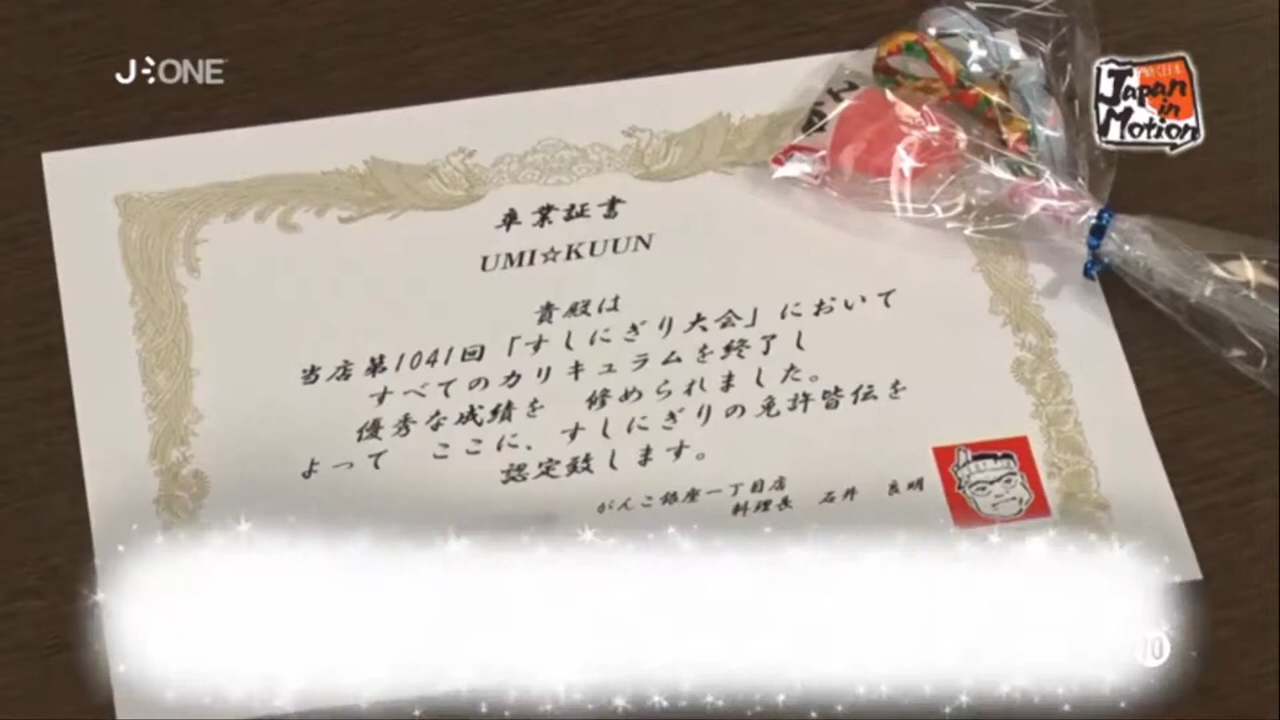 J:ONE
Japan
in
Motion
卒業証書
UMI☆KUUN
貴殿は
当店第1041回「すしにぎり大会」において
すべてのカリキュラムを終了し
優秀な成績を 修められました。
よって ここに、すしにぎりの免許皆伝を
認定致します。
がんこ銀座一丁目店
料理長 石井 良明
10